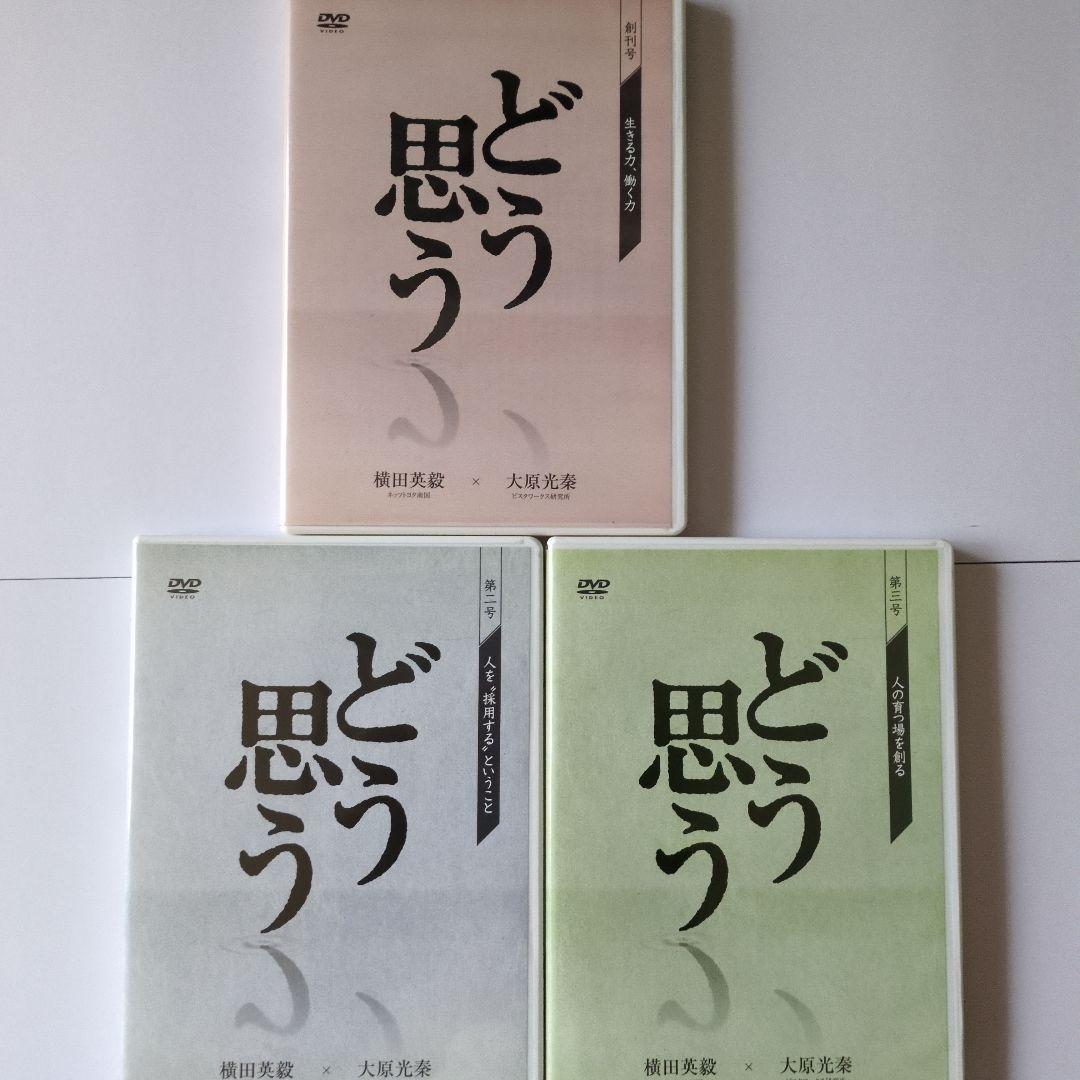 DVD
VIDEO
創刊号
生きる力、働く力
どう
思う
横田英毅 × 大原光秦
ネッツトヨタ南国
ビスタワークス研究所
DVD
VIDEO
第二号
人を〝採用する〟ということ
どう
思う
横田英毅 × 大原光秦
DVD
VIDEO
第三号
人の育つ場を創る
どう
思う
横田英毅 × 大原光秦